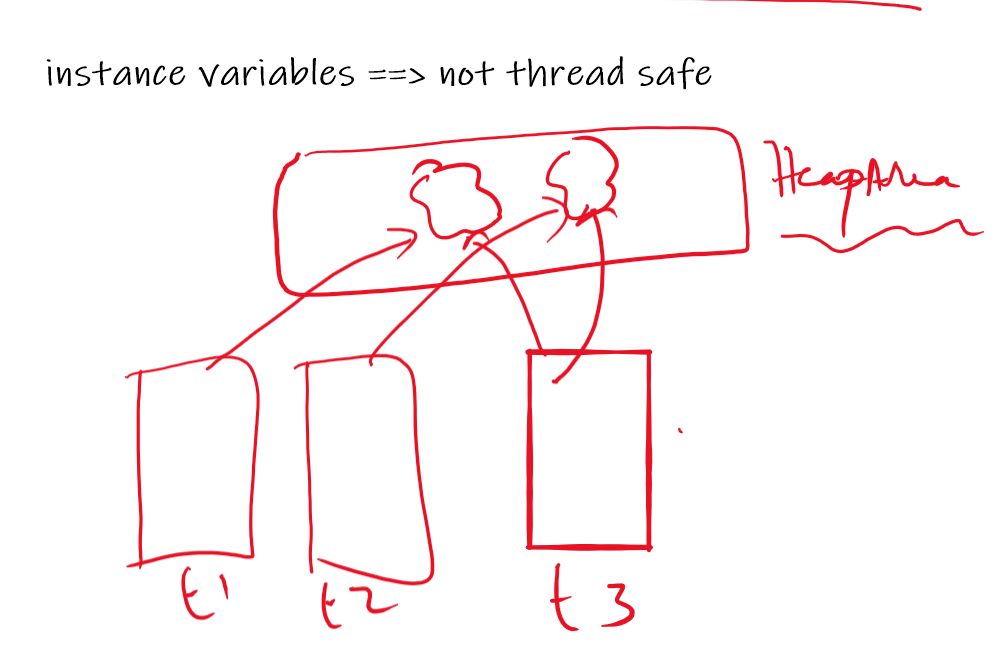 instance variables ==> not thread safe
HeapArea
t1
t2
t3